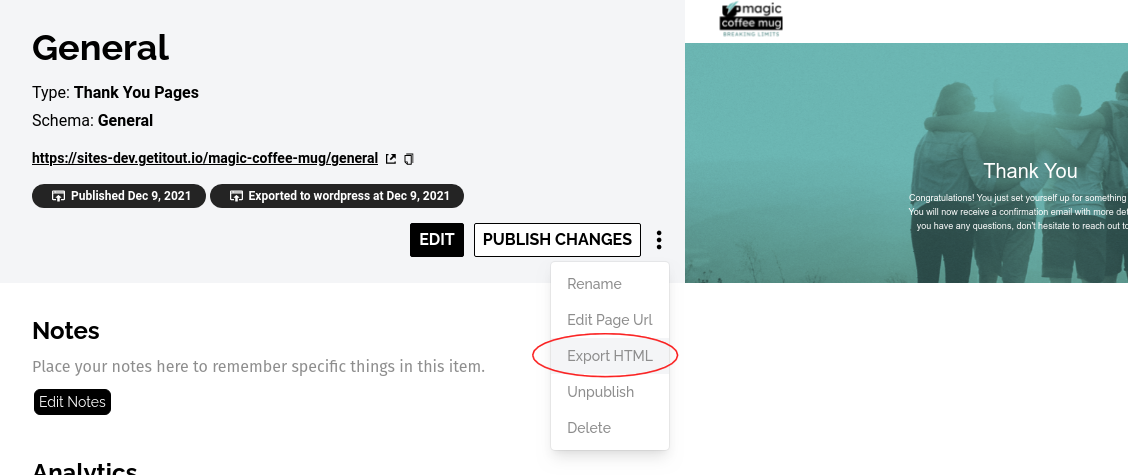 General
Type: Thank You Pages
Schema: General
https://sites-dev.getitout.io/magic-coffee-mug/general
Published Dec 9, 2021
Exported to wordpress at Dec 9, 2021
EDIT
PUBLISH CHANGES
Rename
Edit Page Url
Export HTML
Unpublish
Delete
Notes
Place your notes here to remember specific things in this item.
Edit Notes
Analytics
magic
coffee mug
BREAKING LIMITS
Thank You
Congratulations! You just set yourself up for something
You will now receive a confirmation email with more det
you have any questions, don't hesitate to reach out to